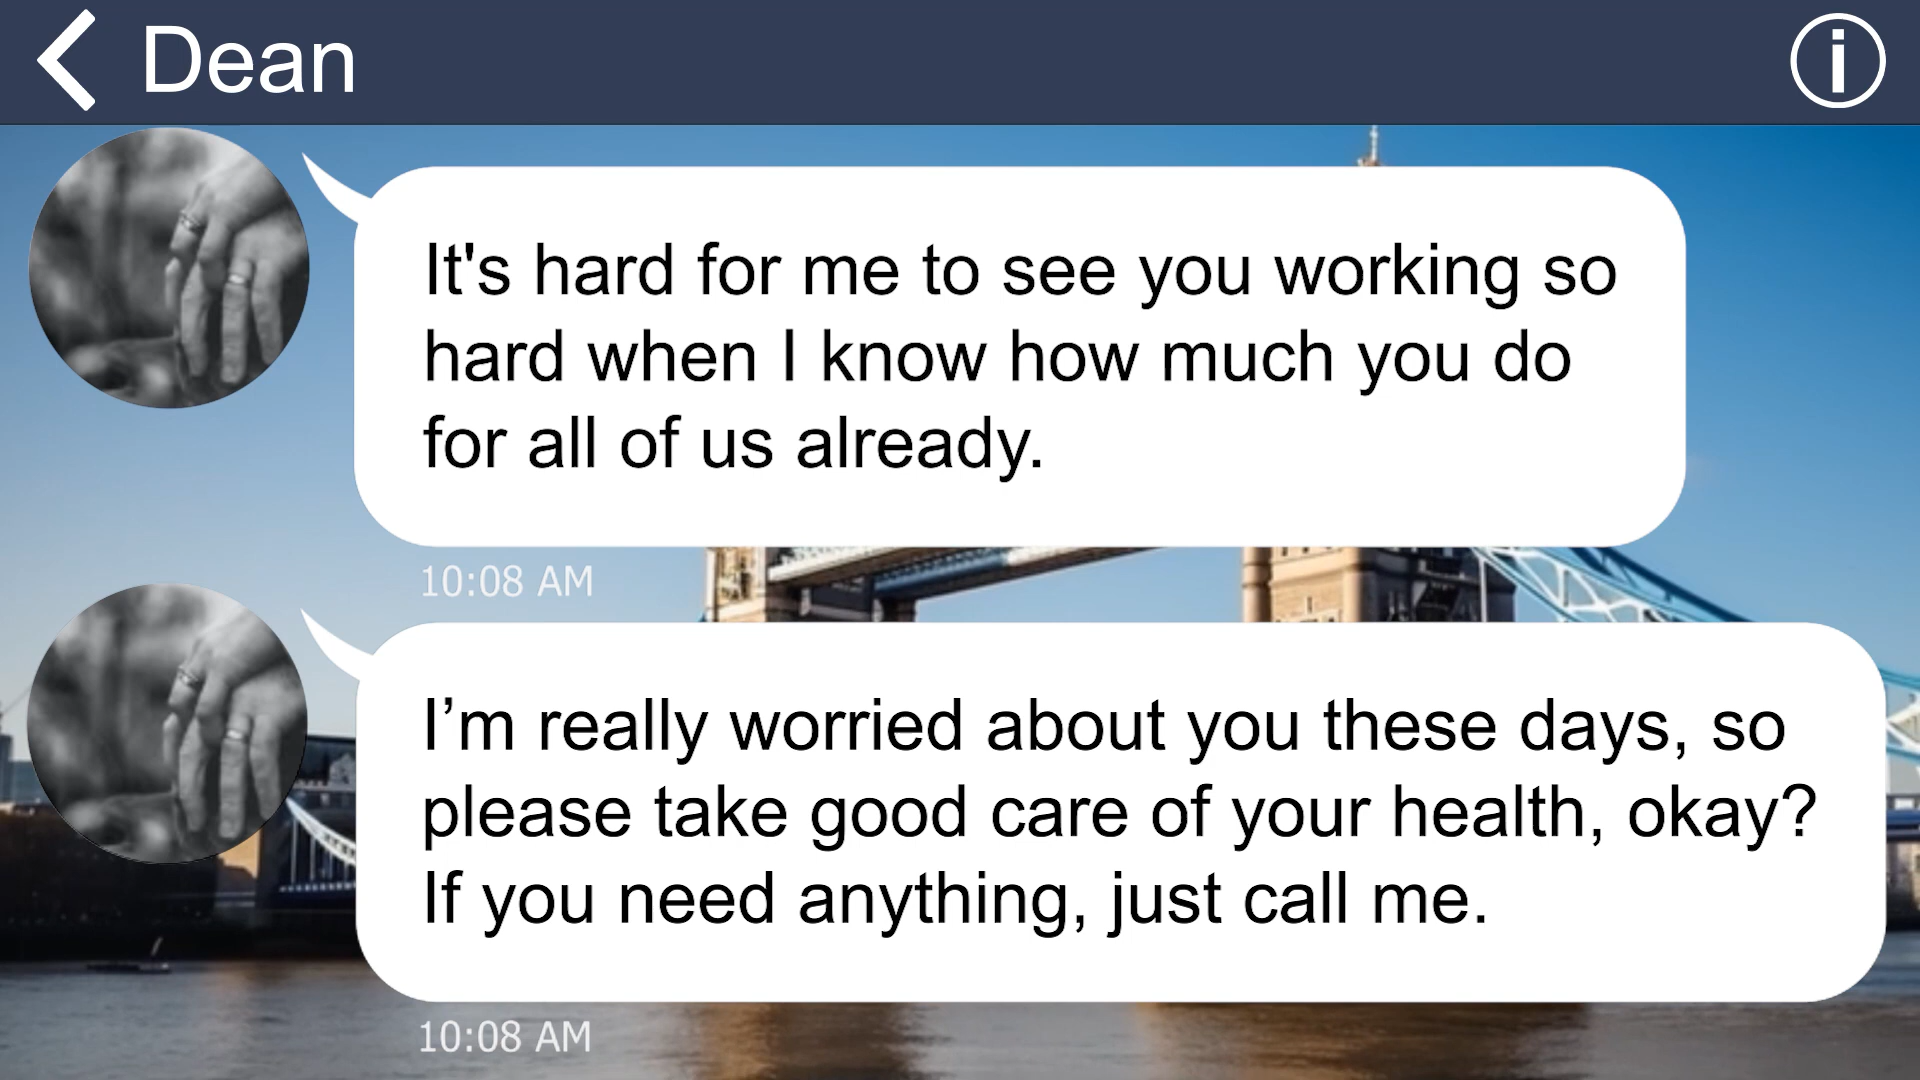 Dean
It's hard for me to see you working so
hard when I know how much you do
for all of us already.
10:08 AM
I’m really worried about you these days, so
please take good care of your health, okay?
If you need anything, just call me.
10:08 AM